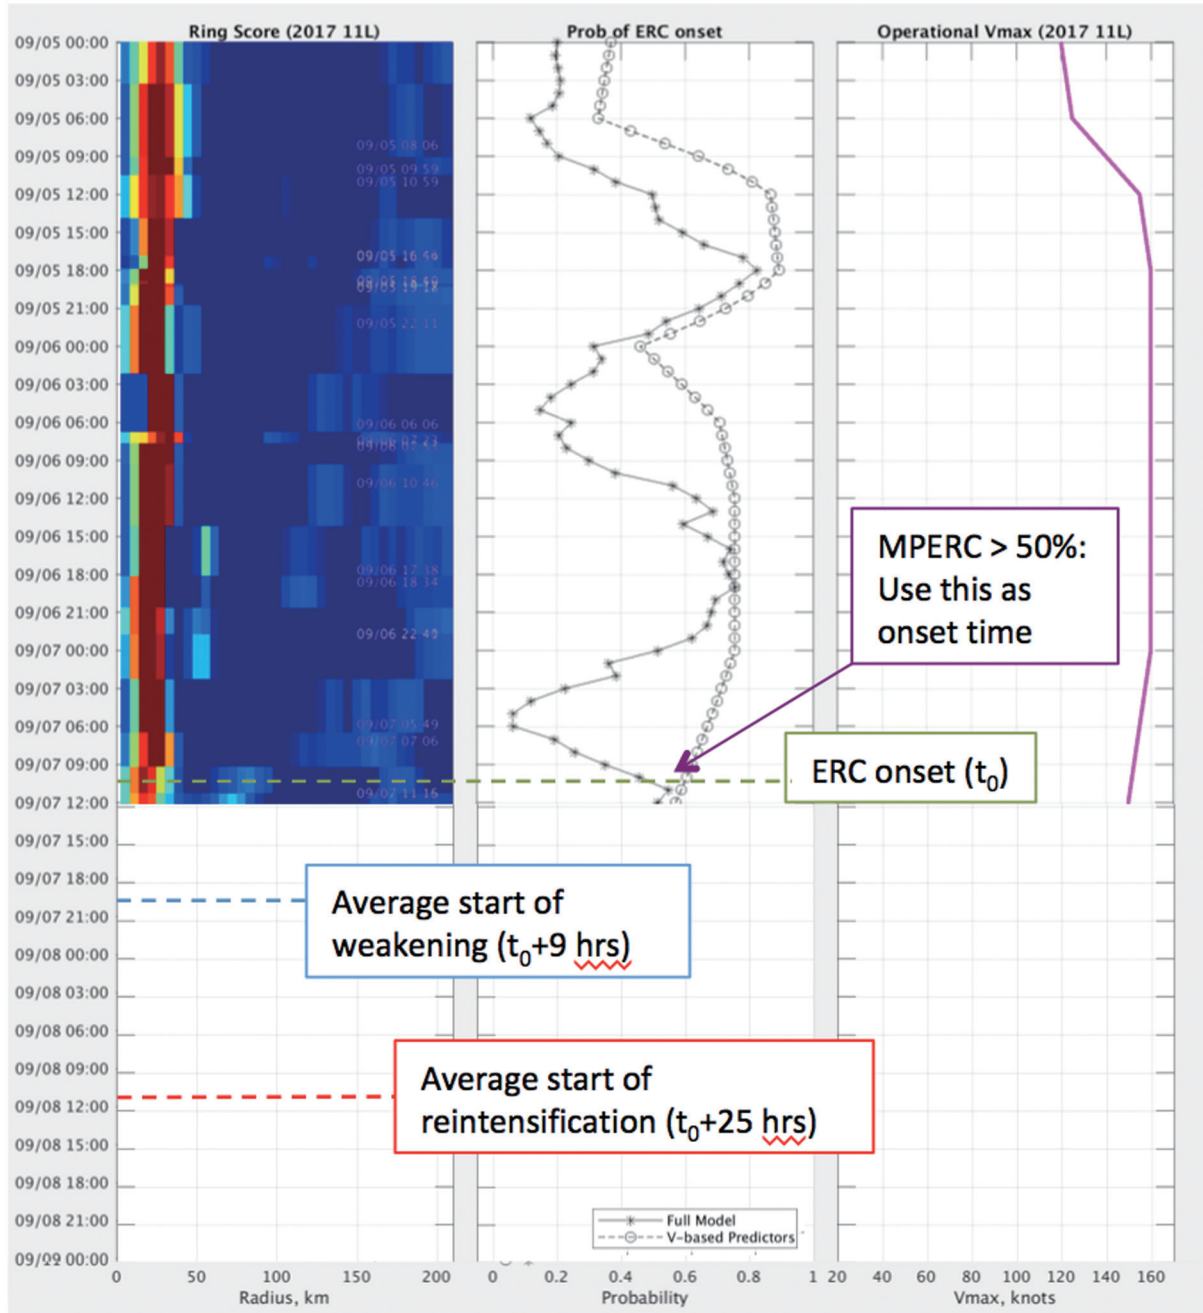 Ring Score (2017 11L)
Prob of ERC onset
Operational Vmax (2017 11L)
09/05 00:00
09/05 03:00
09/05 06:00
09/05 09:00
09/05 12:00
09/05 15:00
09/05 18:00
09/05 21:00
09/06 00:00
09/06 03:00
09/06 06:00
09/06 09:00
09/06 12:00
09/06 15:00
09/06 18:00
09/06 21:00
09/07 00:00
09/07 03:00
09/07 06:00
09/07 09:00
09/07 12:00
09/07 15:00
09/07 18:00
09/07 21:00
09/08 00:00
09/08 03:00
09/08 06:00
09/08 09:00
09/08 12:00
09/08 15:00
09/08 18:00
09/08 21:00
00:00
09/05 08 06
09/05 09 59
09/05 10 59
09/05 19 18
09/05 22 11
09/06 06 06
09/06 10 46
09/06 17 38
09/06 18 34
09/06 22 40
09/07 05 49
09/07 07 06
09/07 11 16
MPERC > 50%:
Use this as
onset time
ERC onset (t0)
Average start of
weakening (t0+9 hrs)
Average start of
reintensification (t0+25 hrs)
Full Model
V-based Predictors
0 50 100 150 200
0 0.2 0.4 0.6 0.8 1
20 40 60 80 100 120 140 160
Radius, km
Probability
Vmax, knots